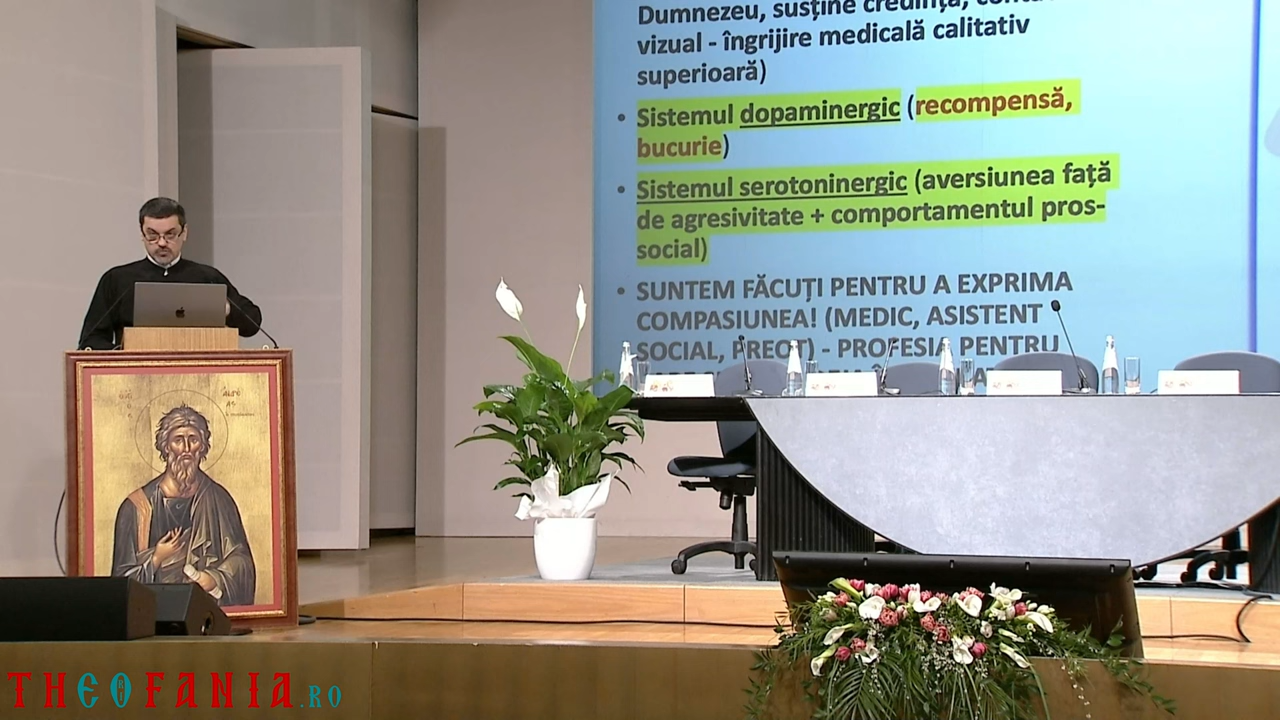 Dumnezeu, susține credința,
vizual - îngrijire medicală calitativ
superioară)
• Sistemul dopaminergic (recompensă,
bucurie)
• Sistemul serotoninergic (aversiunea față
de agresivitate + comportamentul pros-
social)
• SUNTEM FĂCUȚI PENTRU A EXPRIMA
COMPASIUNEA! (MEDIC, ASISTENT
SOCIAL, PREOT) - PROFESIA PENTRU
THEOFANIA.RO